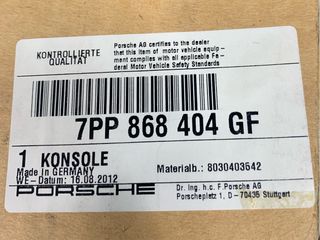 KONTROLLIERTE
QUALITÄT
Porsche AG certifies to the dealer
that this item of motor vehicle equip-
ment complies with all applicable Fe-
deral Motor Vehicle Safety Standards
7PP 868 404 GF
1 KONSOLE
Made in GERMANY
WE-Datum: 16.08.2012
Materialb.: 8030403642
PORSCHE
Dr. Ing. h.c. F.Porsche AG
Porscheplatz 1, D-70435 Stuttgart